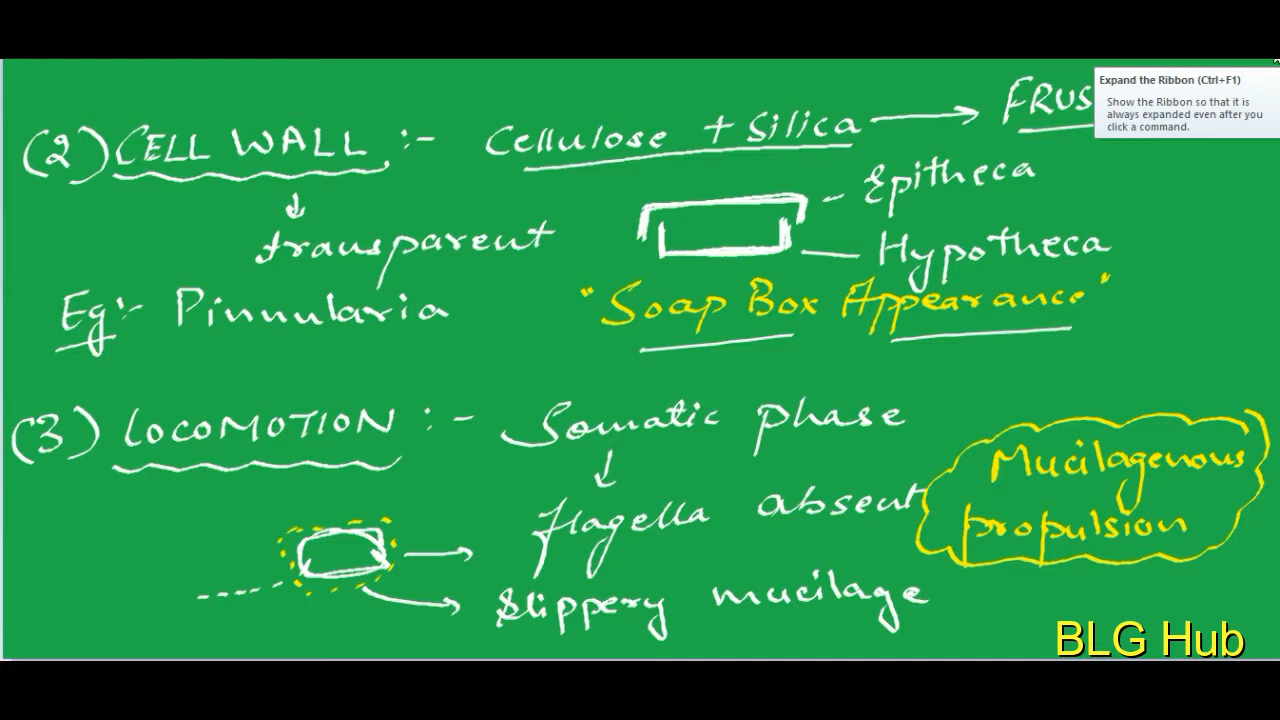 Expand the Ribbon (Ctrl+F1)
Show the Ribbon so that it is
always expanded even after you
click a command.
(2) CELL WALL :- Cellulose + Silica → FRUS
↓
transparent
Epitheca
Hypotheca
Eg:- Pinnularia
"Soap Box Appearance"
(3) LOCOMOTION :- Somatic phase
↓
flagella absent
Mucilagenous
propulsion
Slippery mucilage
BLG Hub